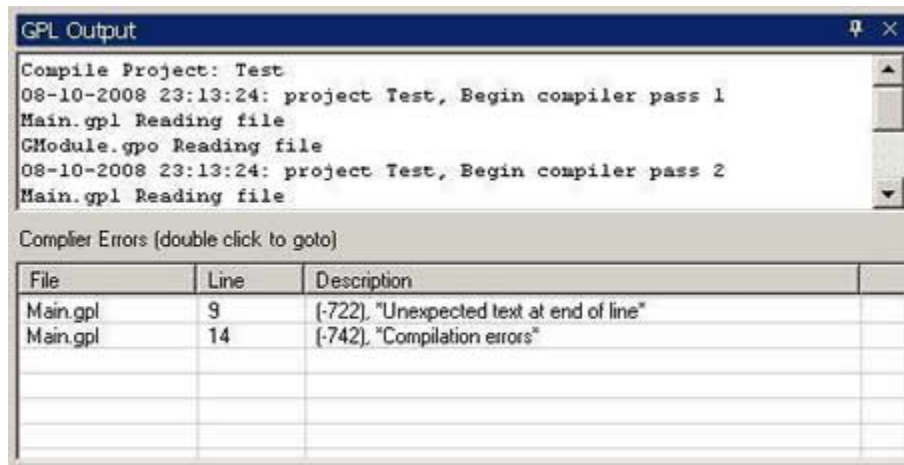 GPL Output
Compile Project: Test
08-10-2008 23:13:24: project Test, Begin compiler pass 1
Main.gpl Reading file
GModule.gpo Reading file
08-10-2008 23:13:24: project Test, Begin compiler pass 2
Main.gpl Reading file
Complier Errors (double click to goto)
File Line Description
Main.gpl 9 (-722), "Unexpected text at end of line"
Main.gpl 14 (-742), "Compilation errors"